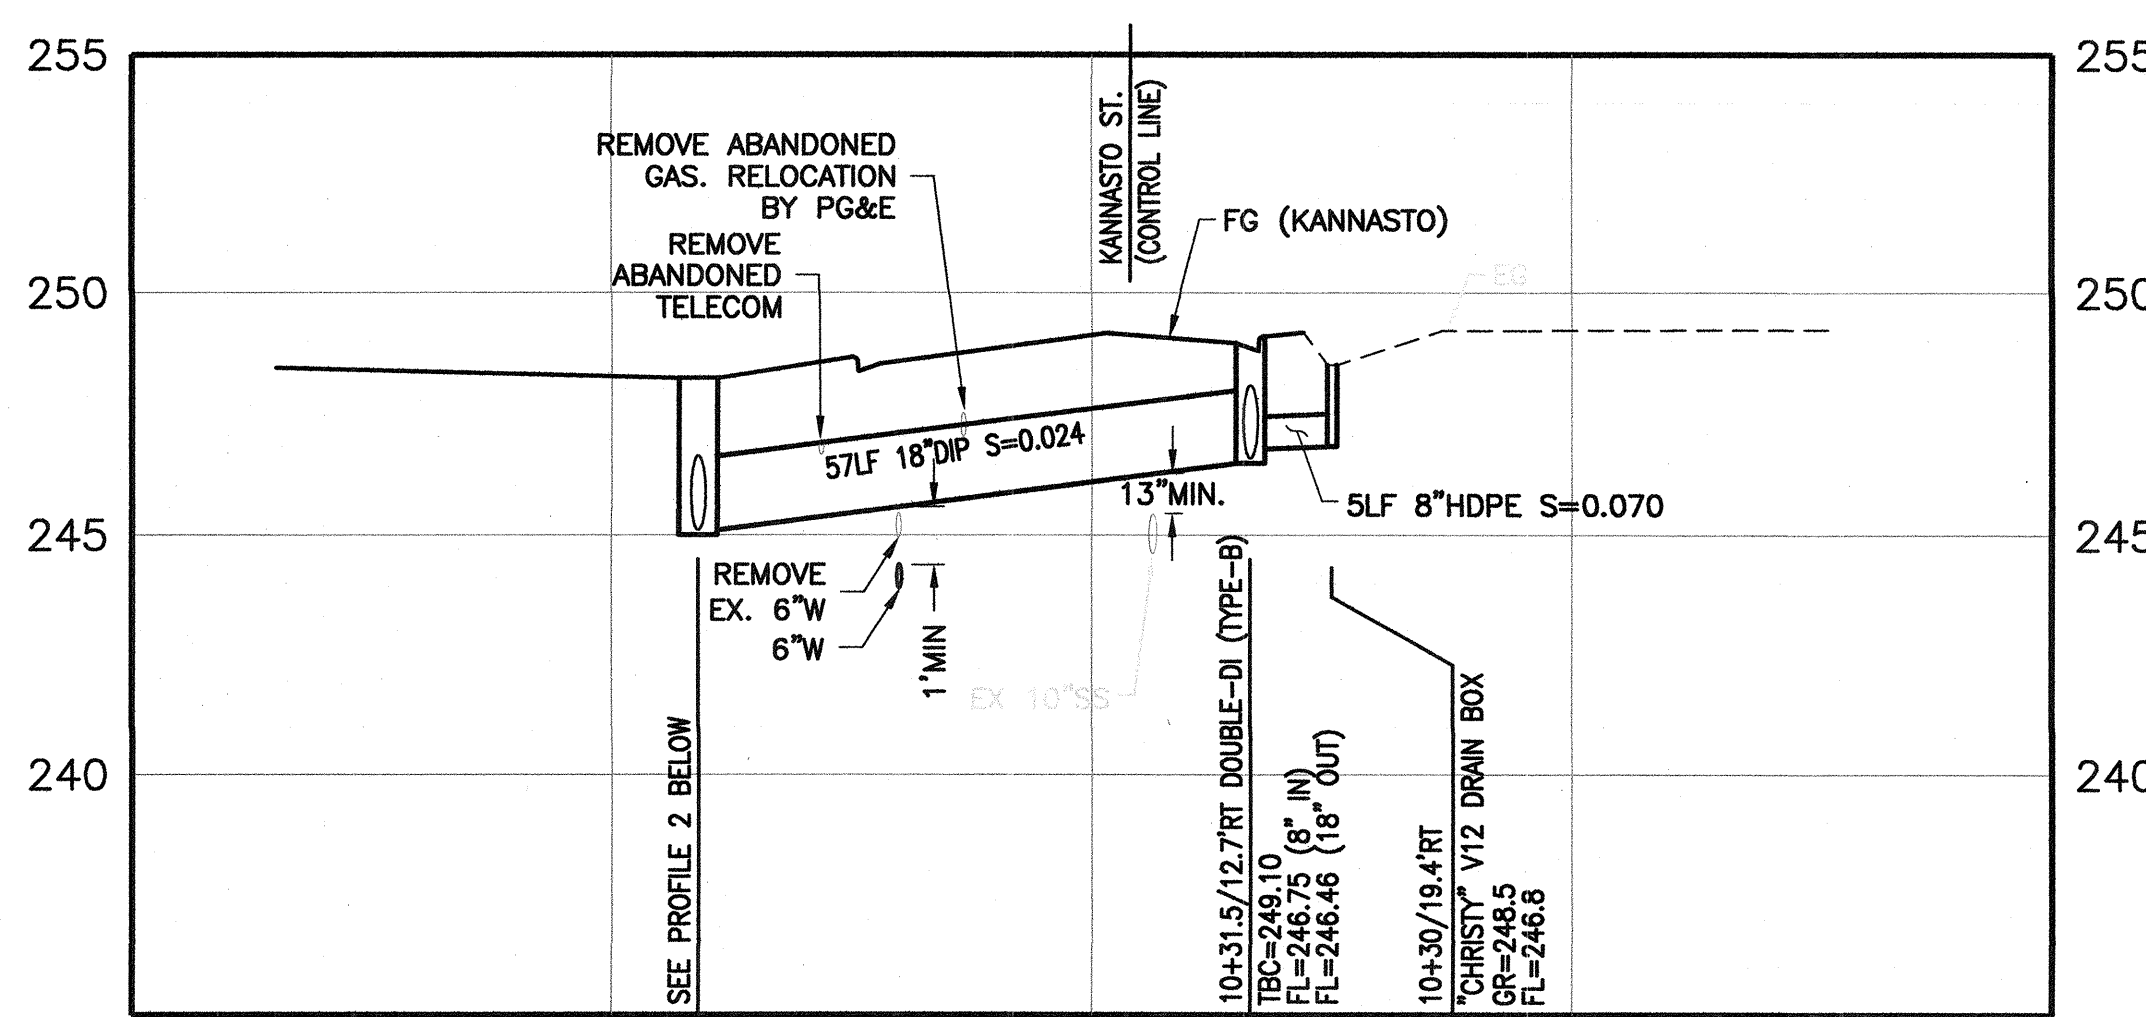 255
255
KANNASTO ST.
(CONTROL LINE)
REMOVE ABANDONED
GAS. RELOCATION
BY PG&E
FG (KANNASTO)
REMOVE
ABANDONED
TELECOM
EG
250
250
57LF 18"DIP S=0.024
13"MIN.
5LF 8"HDPE S=0.070
245
245
REMOVE
EX. 6"W
6"W
1'MIN
EX 10"SS
240
240
SEE PROFILE 2 BELOW
10+31.5/12.7'RT DOUBLE-DI (TYPE-B)
TBC=249.10
FL=246.75 (8" IN)
FL=246.46 (18" OUT)
10+30/19.4'RT
"CHRISTY" V12 DRAIN BOX
GR=248.5
FL=246.8